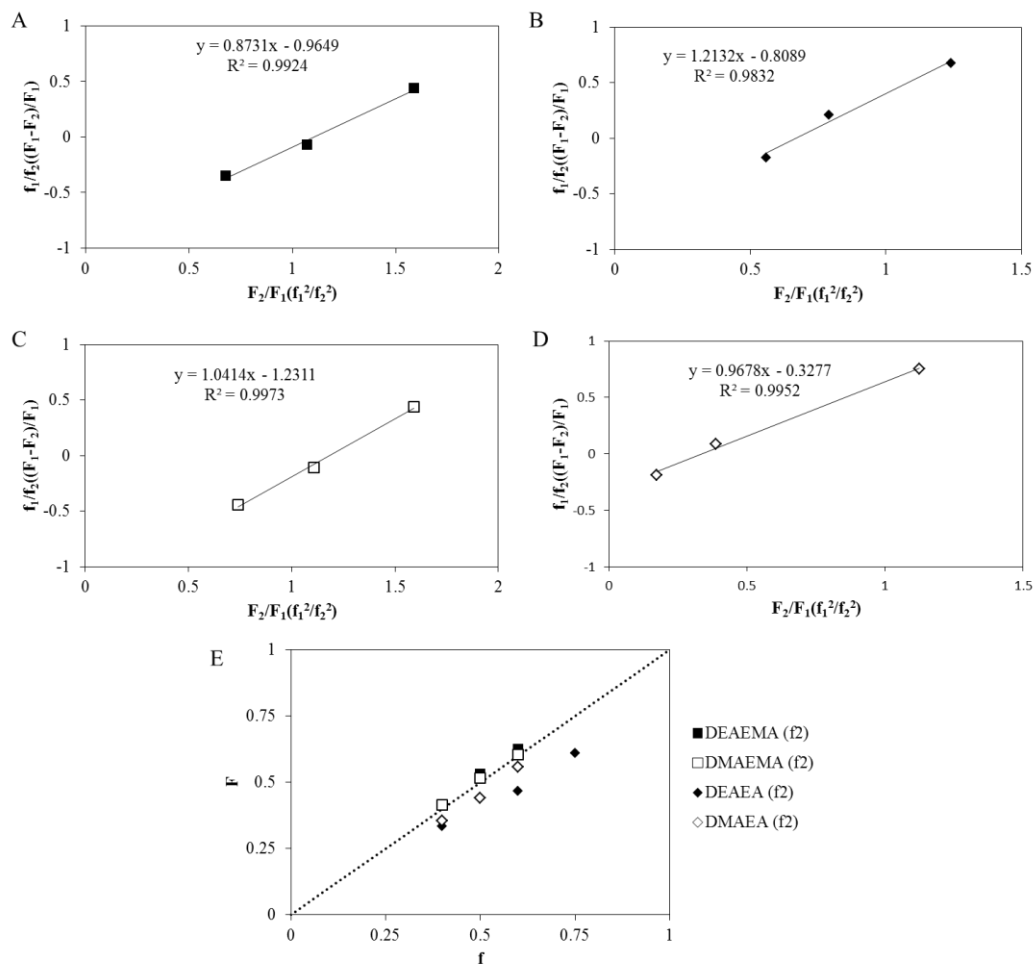 A
y = 0.8731x - 0.9649
R² = 0.9924
f₁/f₂((F₁-F₂)/F₁)
1
0.5
0
-0.5
-1
0 0.5 1 1.5 2
F₂/F₁(f₁²/f₂²)
B
y = 1.2132x - 0.8089
R² = 0.9832
f₁/f₂((F₁-F₂)/F₁)
1
0.5
0
-0.5
-1
0 0.5 1 1.5
F₂/F₁(f₁²/f₂²)
C
y = 1.0414x - 1.2311
R² = 0.9973
f₁/f₂((F₁-F₂)/F₁)
1
0.5
0
-0.5
-1
0 0.5 1 1.5 2
F₂/F₁(f₁²/f₂²)
D
y = 0.9678x - 0.3277
R² = 0.9952
f₁/f₂((F₁-F₂)/F₁)
1
0.5
0
-0.5
-1
0 0.5 1 1.5
F₂/F₁(f₁²/f₂²)
E
F
1
0.75
0.5
0.25
0
0 0.25 0.5 0.75 1
f
DEAEMA (f2)
DMAEMA (f2)
DEAEA (f2)
DMAEA (f2)